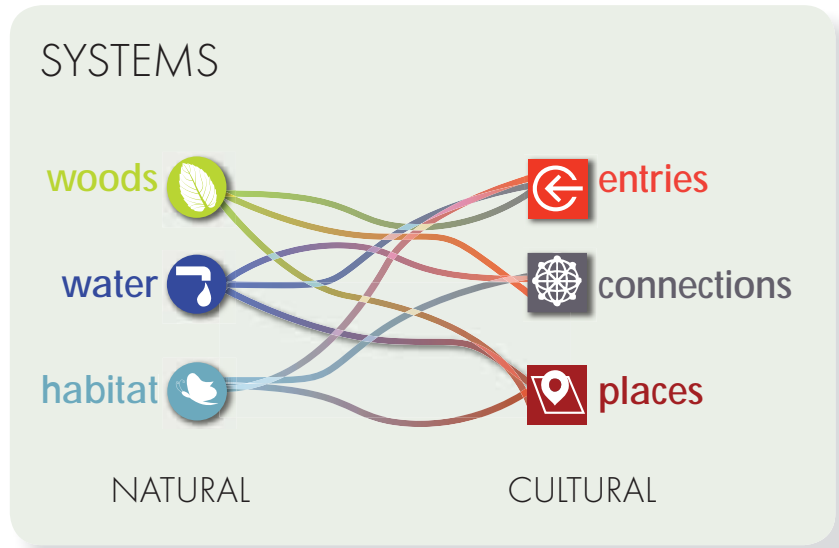 SYSTEMS
woods
entries
water
connections
habitat
places
NATURAL
CULTURAL